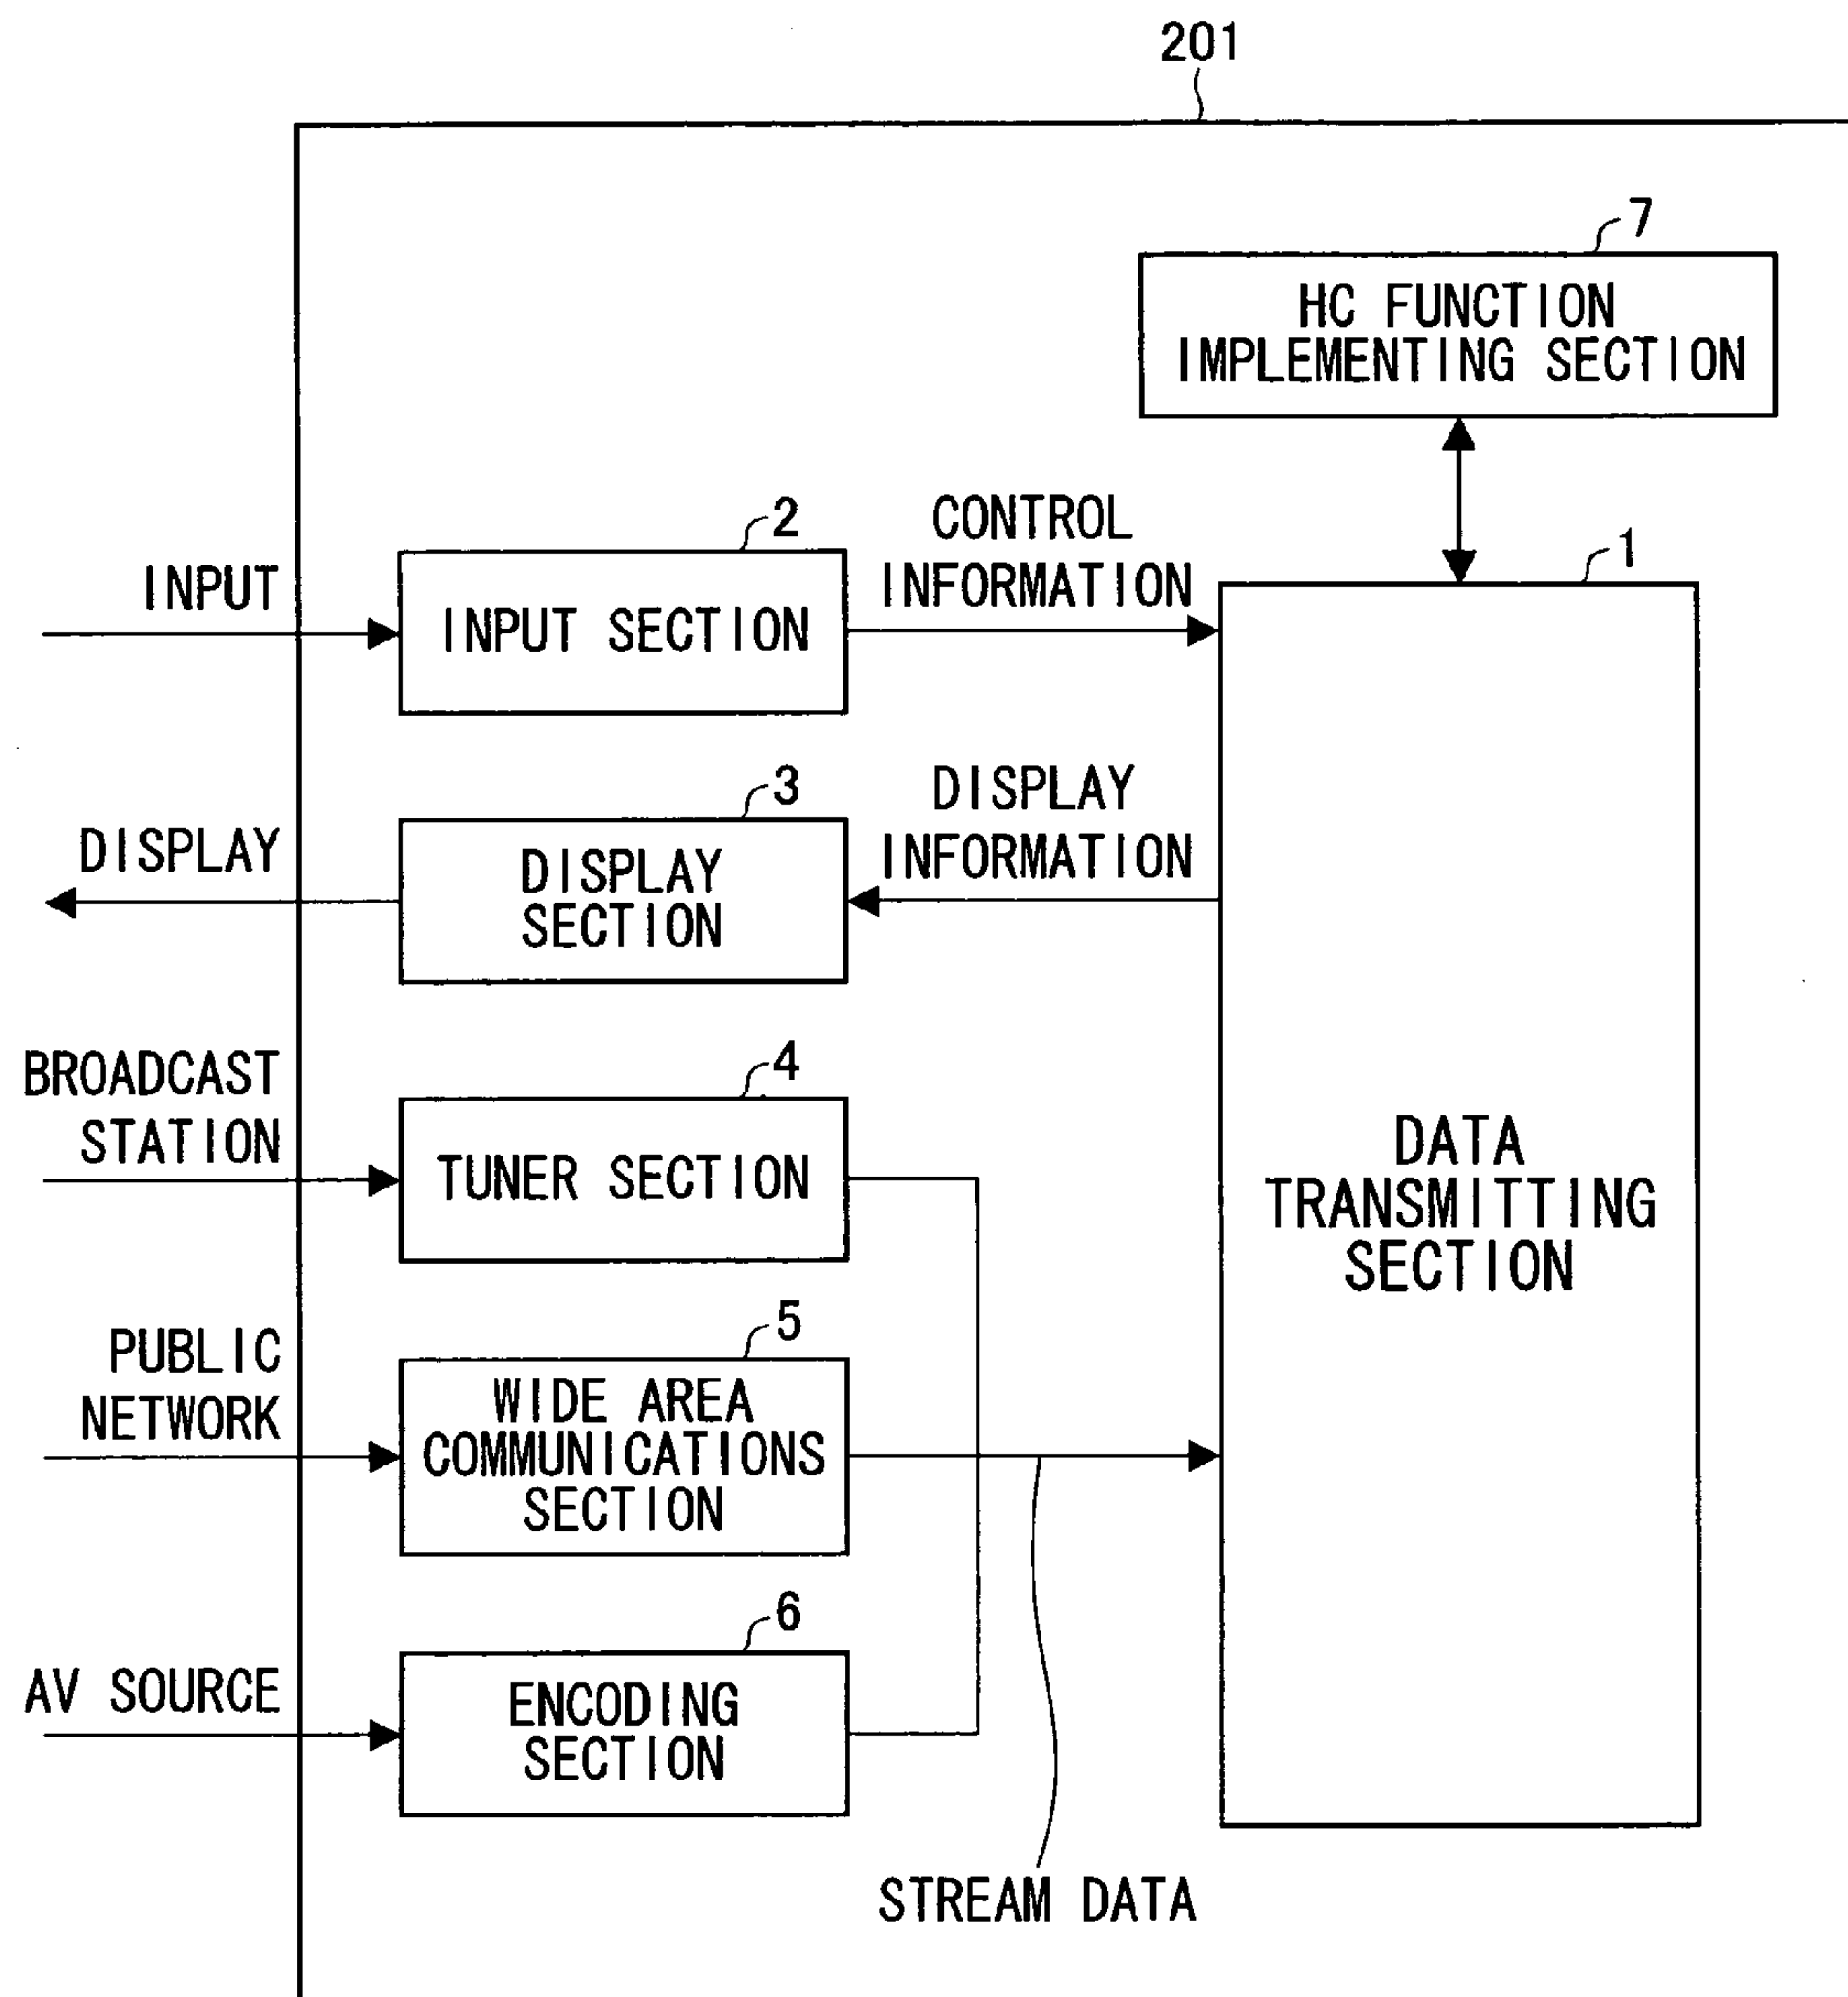 201
7
HC FUNCTION
IMPLEMENTING SECTION
2
CONTROL
INFORMATION
1
INPUT
INPUT SECTION
3
DISPLAY
INFORMATION
DISPLAY
DISPLAY
SECTION
4
BROADCAST
STATION
TUNER SECTION
DATA
TRANSMITTING
SECTION
5
PUBLIC
NETWORK
WIDE AREA
COMMUNICATIONS
SECTION
6
AV SOURCE
ENCODING
SECTION
STREAM DATA